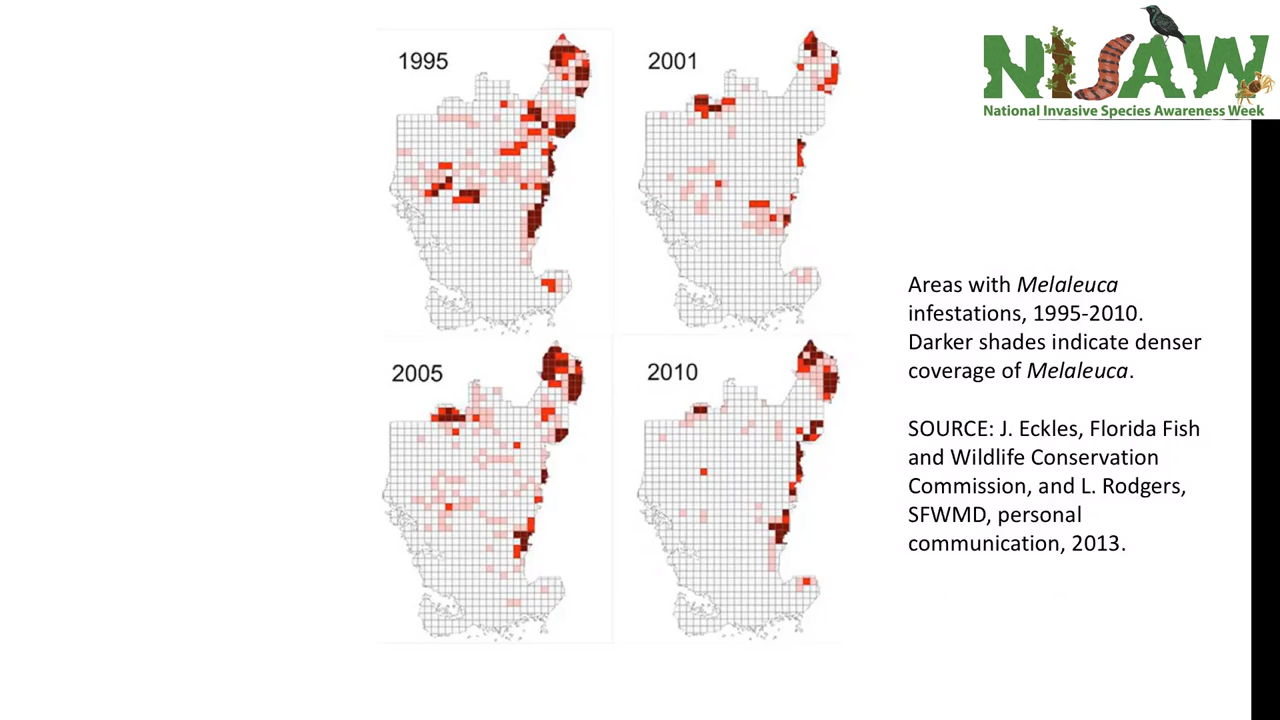 1995
2001
NISAW
National Invasive Species Awareness Week
2005
2010
Areas with Melaleuca
infestations, 1995-2010.
Darker shades indicate denser
coverage of Melaleuca.
SOURCE: J. Eckles, Florida Fish
and Wildlife Conservation
Commission, and L. Rodgers,
SFWMD, personal
communication, 2013.